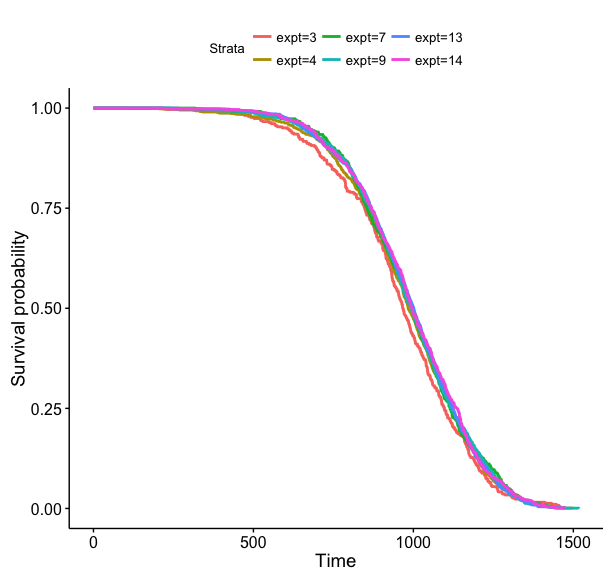 Strata expt=3 expt=7 expt=13
expt=4 expt=9 expt=14
1.00
0.75
0.50
0.25
0.00
Survival probability
0 500 1000 1500
Time